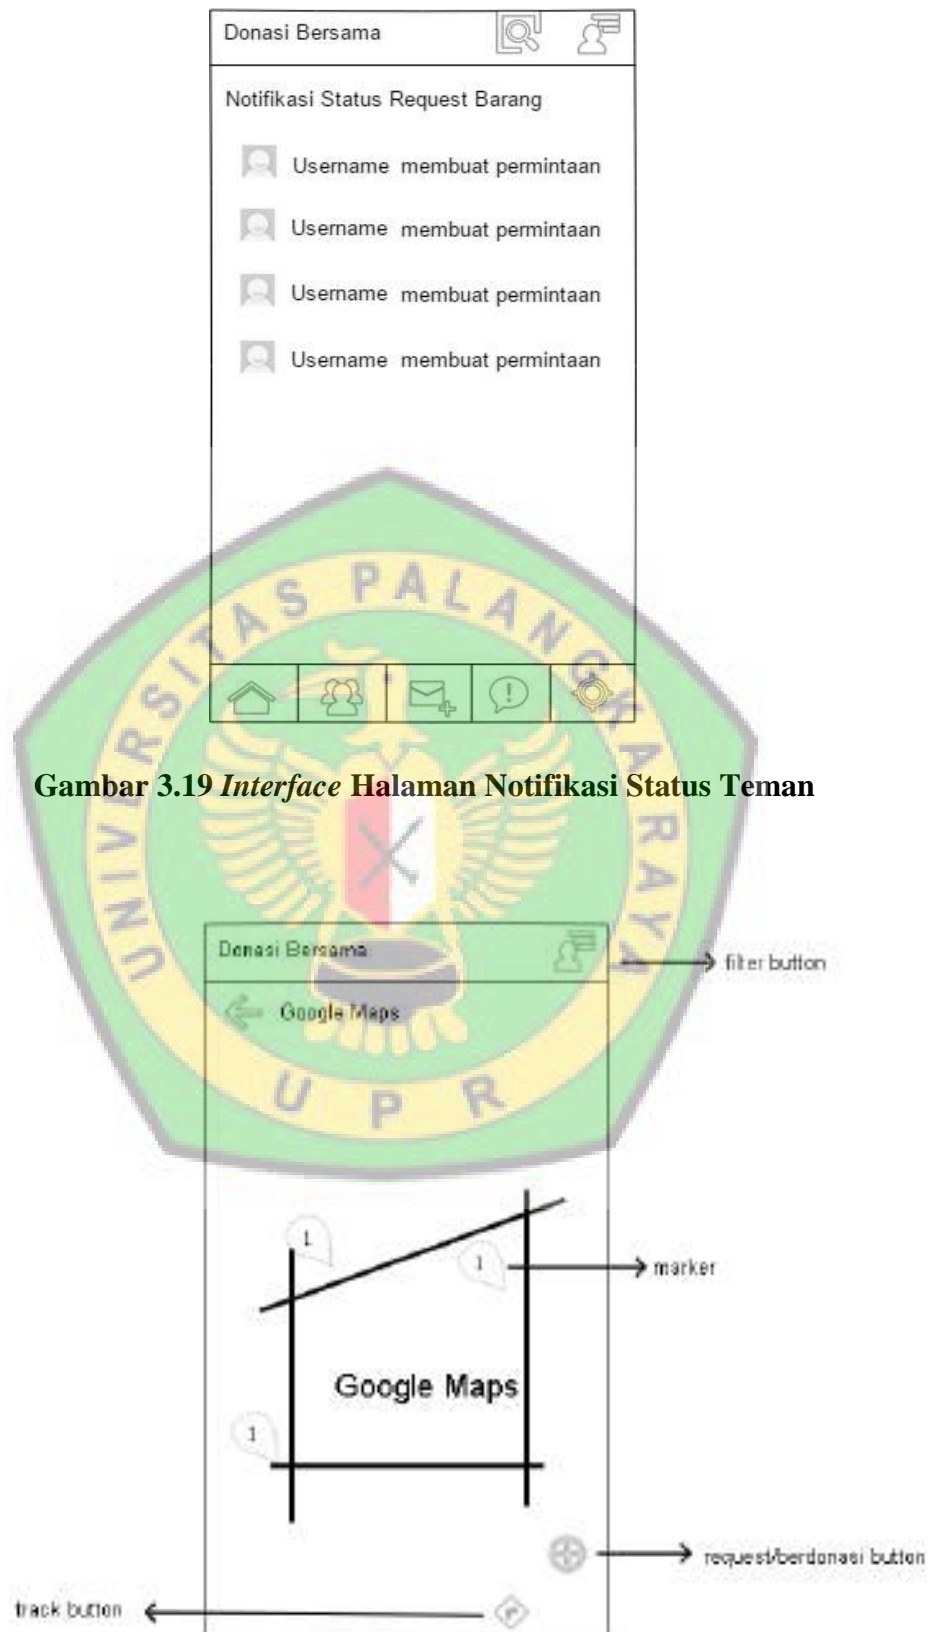 Donasi Bersama
Notifikasi Status Request Barang
Username membuat permintaan
Username membuat permintaan
Username membuat permintaan
Username membuat permintaan
UNIVERSITAS PALANGKARAYA
Gambar 3.19 Interface Halaman Notifikasi Status Teman
Donasi Bersama
filter button
Google Maps
UPR
1
1
marker
Google Maps
1
request/berdonasi button
track button